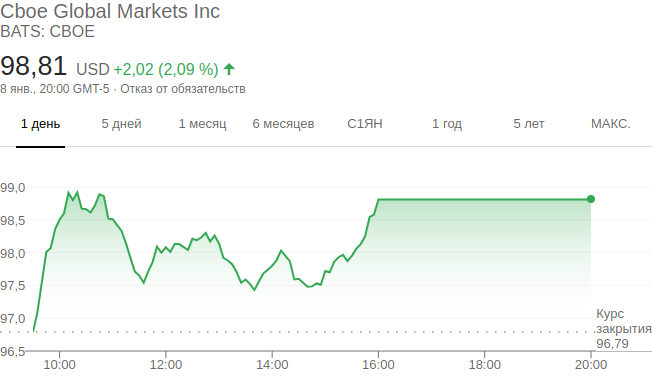 Cboe Global Markets Inc
BATS: CBOE
98,81 USD +2,02 (2,09 %)
8 янв., 20:00 GMT-5 · Отказ от обязательств
1 день 5 дней 1 месяц 6 месяцев С1ЯН 1 год 5 лет МАКС.
99,0
98,5
98,0
97,5
97,0
96,5
Курс
закрытия
96,79
10:00 12:00 14:00 16:00 18:00 20:00